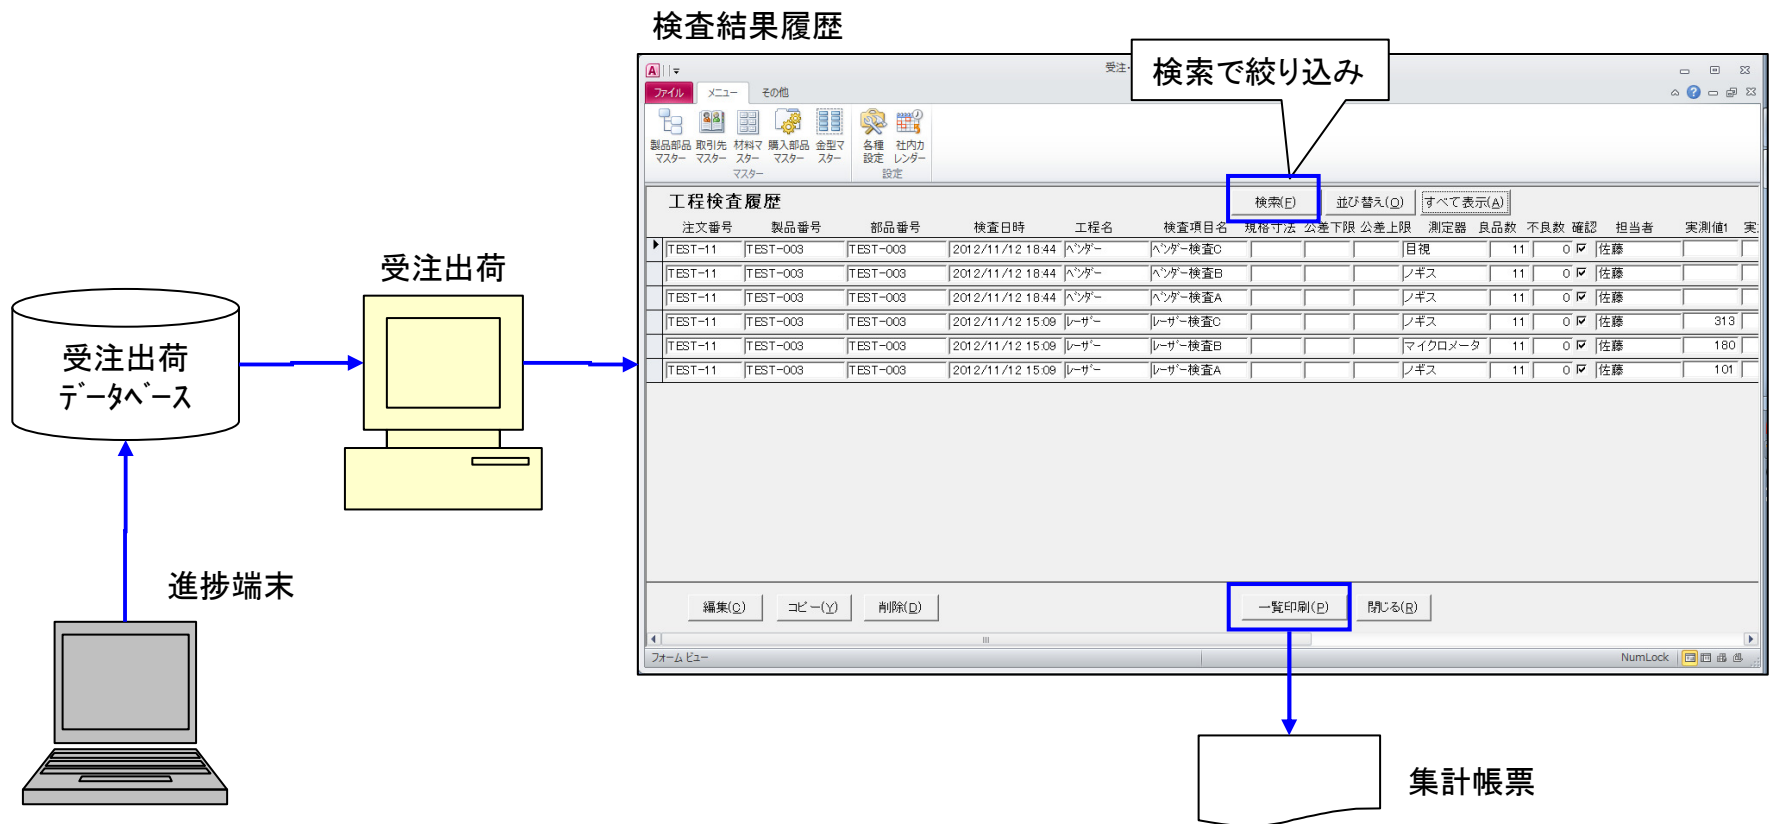 検査結果履歴
検索で絞り込み
受注・
ファイル メニュー その他
製品部品 取引先 材料マ 購入部品 金型マ 各種 社内カ
マスター マスター スター マスター スター 設定 レンダー
マスター 設定
工程検査履歴 検索(F) 並び替え(O) すべて表示(A)
注文番号 製品番号 部品番号 検査日時 工程名 検査項目名 規格寸法 公差下限 公差上限 測定器 良品数 不良数 確認 担当者 実測値1
TEST-11 TEST-003 TEST-003 2012/11/12 18:44 ベンダー ベンダー検査C 目視 11 0 佐藤
TEST-11 TEST-003 TEST-003 2012/11/12 18:44 ベンダー ベンダー検査B ノギス 11 0 佐藤
TEST-11 TEST-003 TEST-003 2012/11/12 18:44 ベンダー ベンダー検査A ノギス 11 0 佐藤
TEST-11 TEST-003 TEST-003 2012/11/12 15:09 レーザー レーザー検査C ノギス 11 0 佐藤 313
TEST-11 TEST-003 TEST-003 2012/11/12 15:09 レーザー レーザー検査B マイクロメータ 11 0 佐藤 180
TEST-11 TEST-003 TEST-003 2012/11/12 15:09 レーザー レーザー検査A ノギス 11 0 佐藤 101
編集(C) コピー(Y) 削除(D) 一覧印刷(P) 閉じる(R)
フォーム ビュー NumLock
受注出荷
受注出荷
データベース
進捗端末
集計帳票